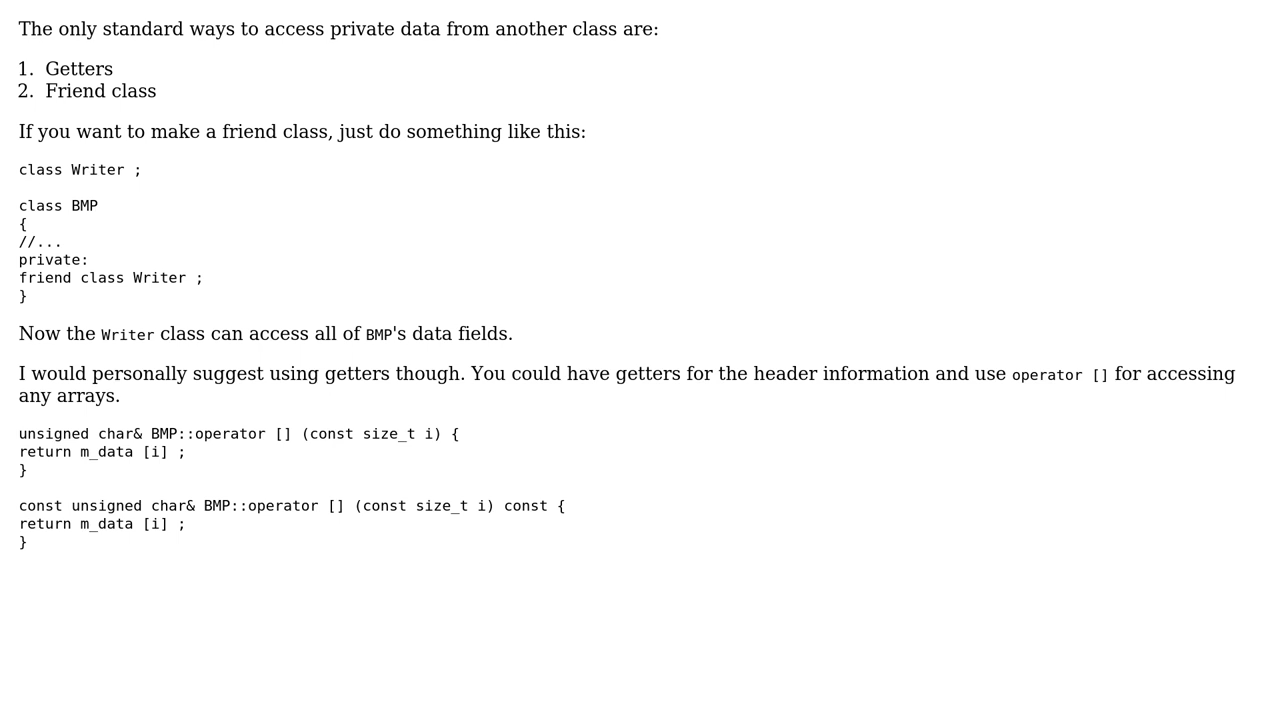 The only standard ways to access private data from another class are:
1. Getters
2. Friend class
If you want to make a friend class, just do something like this:
class Writer ;
class BMP
{
//...
private:
friend class Writer ;
}
Now the Writer class can access all of BMP's data fields.
I would personally suggest using getters though. You could have getters for the header information and use operator [] for accessing
any arrays.
unsigned char& BMP::operator [] (const size_t i) {
return m_data [i] ;
}
const unsigned char& BMP::operator [] (const size_t i) const {
return m_data [i] ;
}